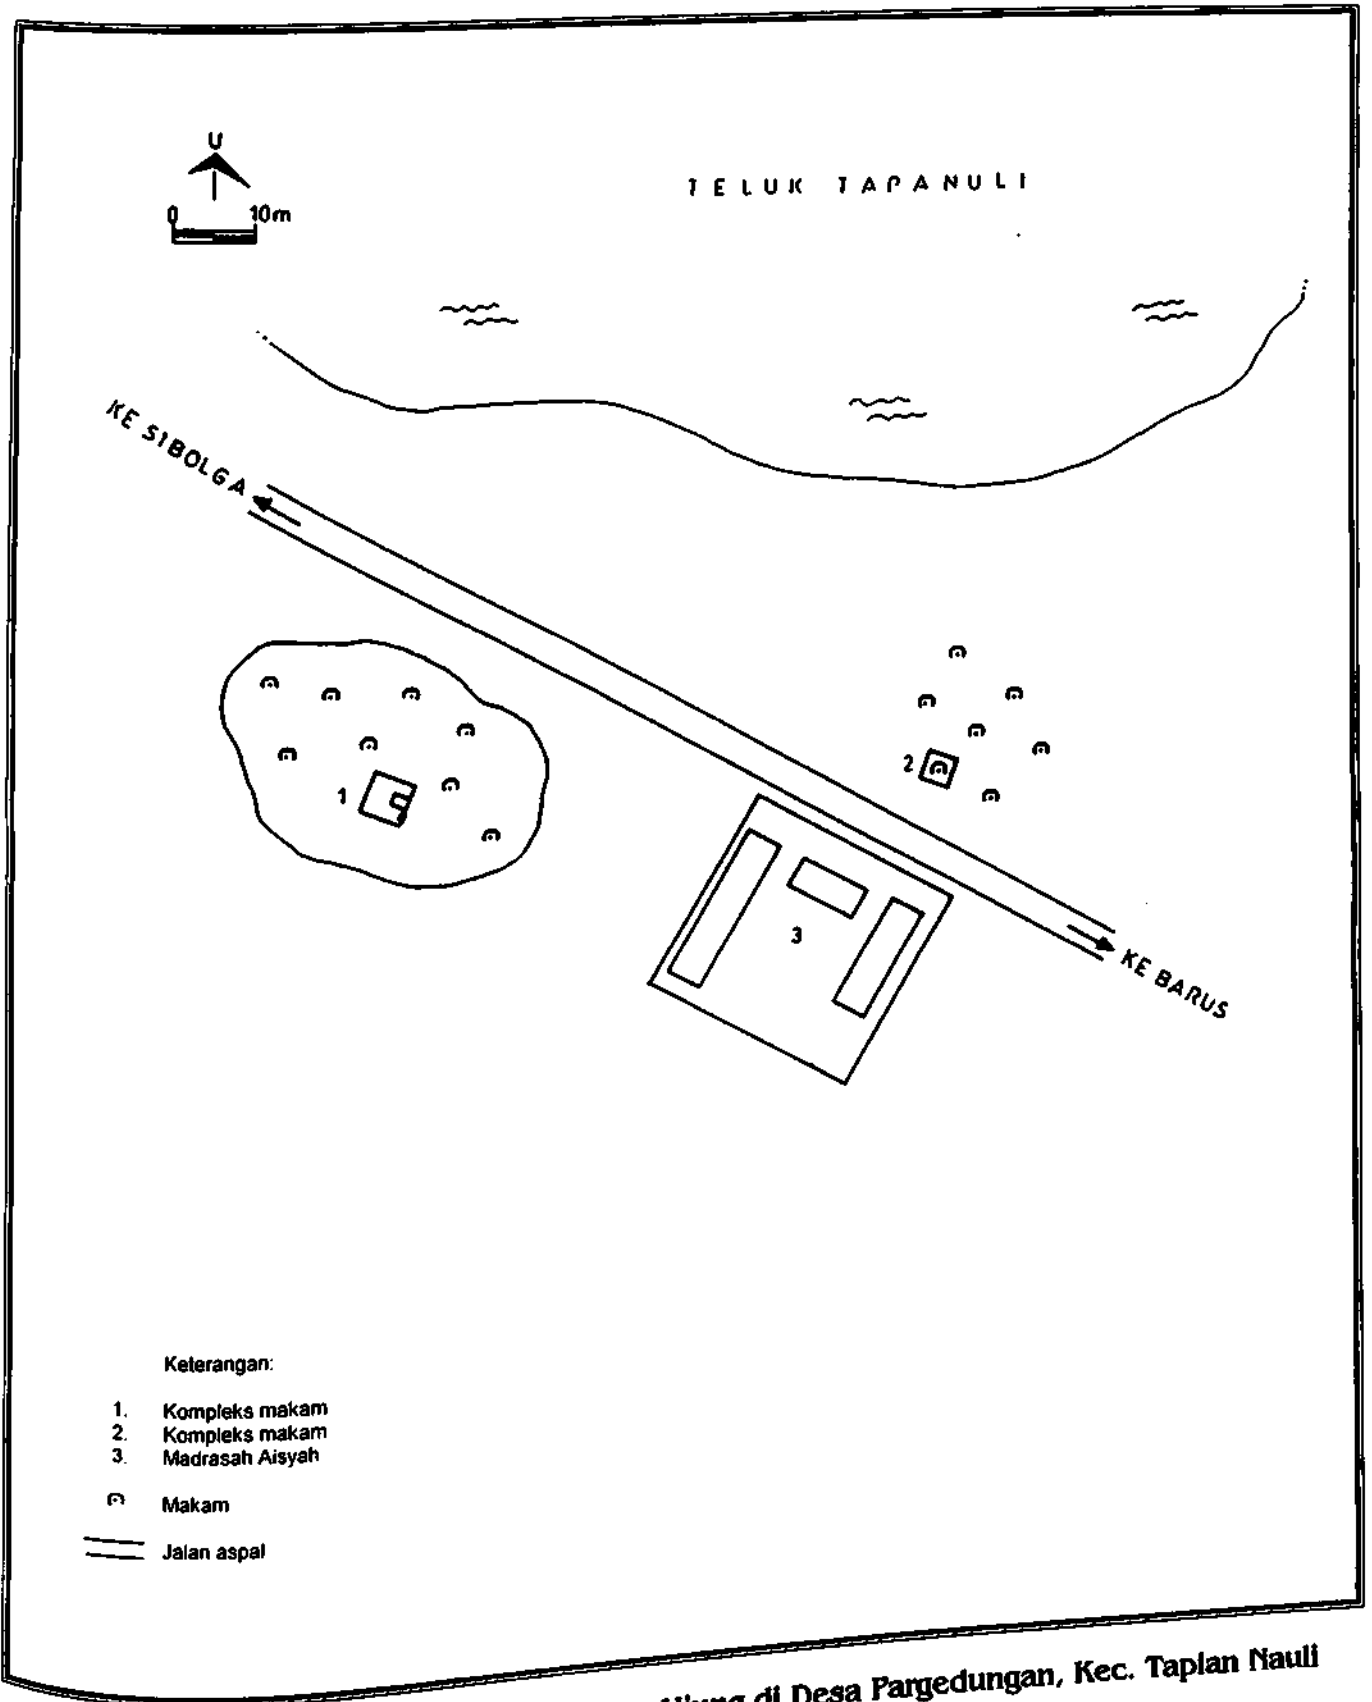 U
0 10m
TELUK TAPANULI
KE SIBOLGA
1
2
3
KE BARUS
Keterangan:
1. Kompleks makam
2. Kompleks makam
3. Madrasah Aisyah
Makam
Jalan aspal
di Desa Pargedungan, Kec. Tapian Nauli